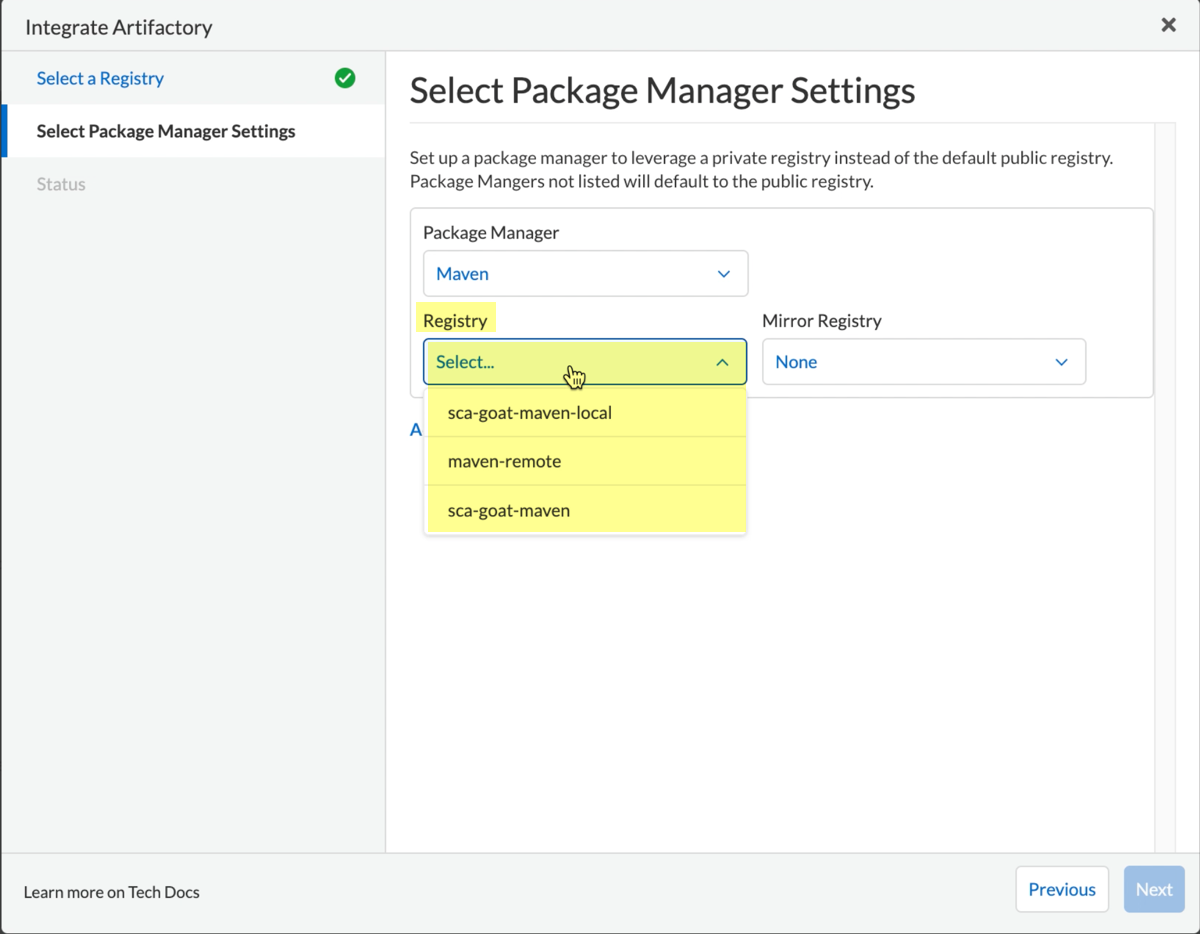 Integrate Artifactory
Select a Registry
Select Package Manager Settings
Status
Select Package Manager Settings
Set up a package manager to leverage a private registry instead of the default public registry.
Package Mangers not listed will default to the public registry.
Package Manager
Maven
Registry
Mirror Registry
Select...
None
sca-goat-maven-local
A
maven-remote
sca-goat-maven
Learn more on Tech Docs
Previous
Next